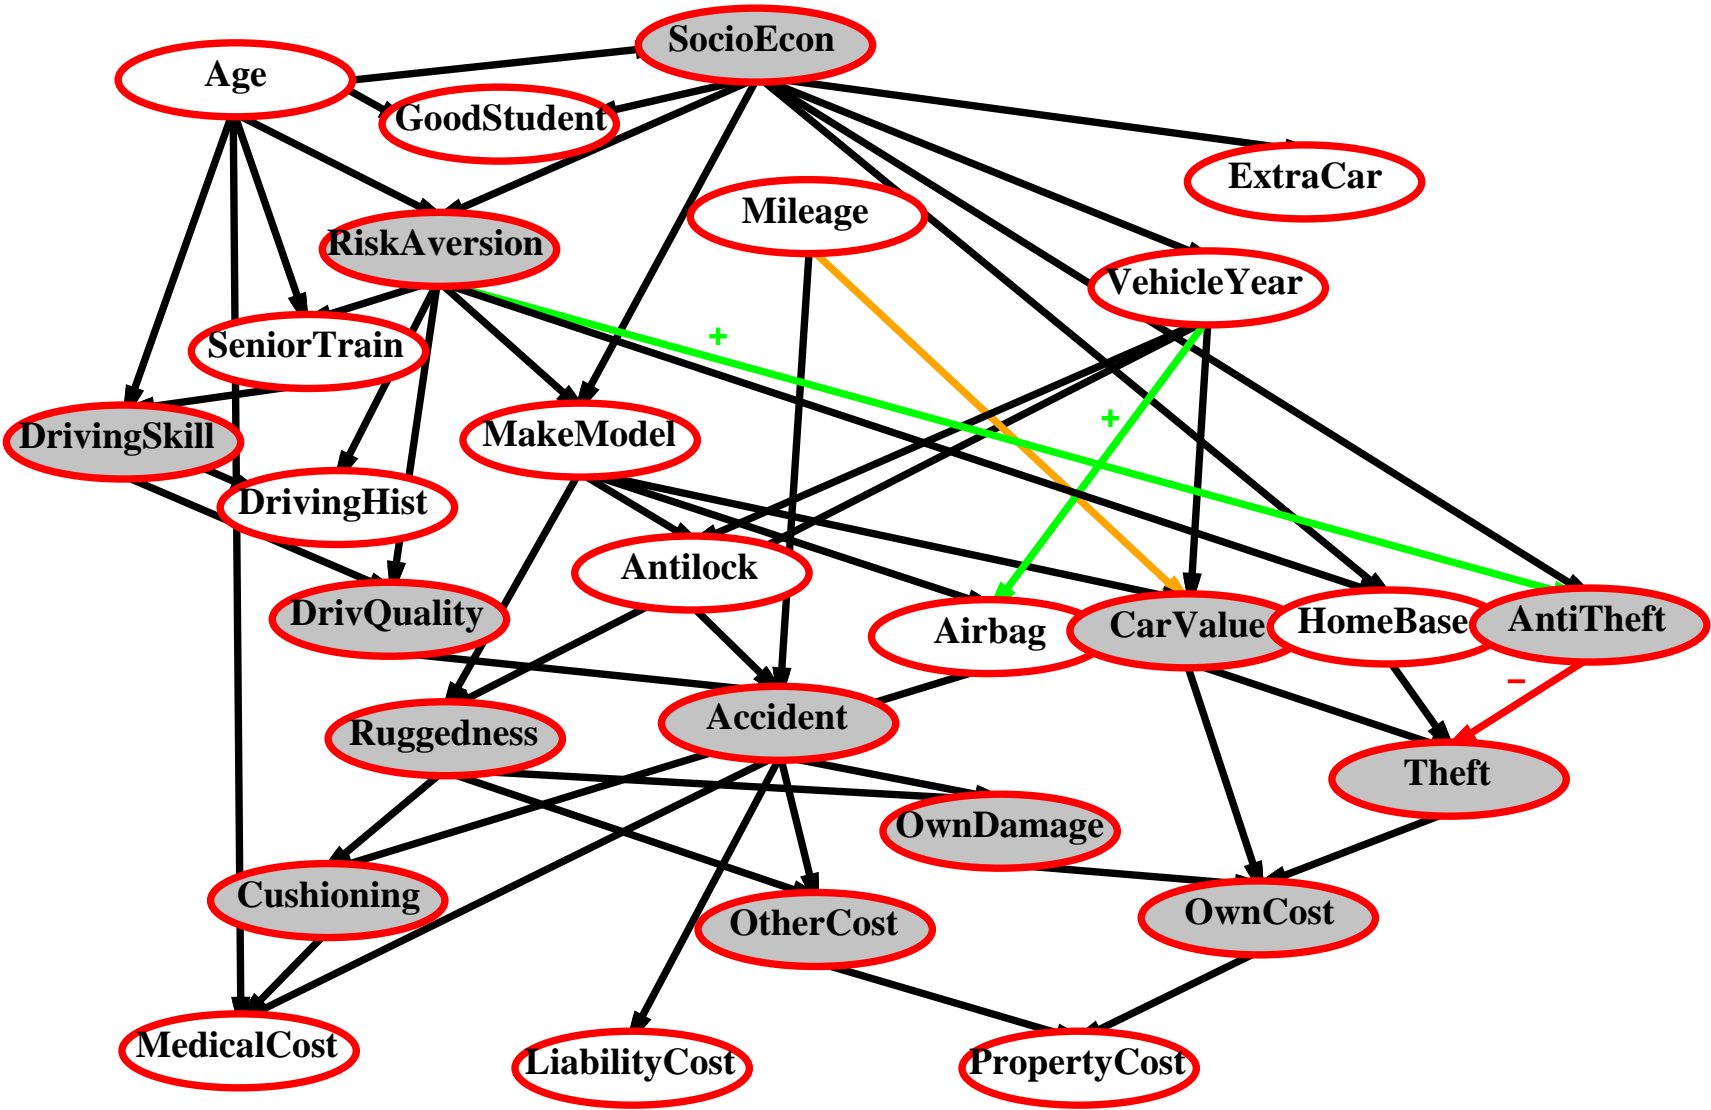 SocioEcon
Age
GoodStudent
ExtraCar
Mileage
RiskAversion
VehicleYear
+
SeniorTrain
+
DrivingSkill
MakeModel
DrivingHist
Antilock
DrivQuality
Airbag
CarValue
HomeBase
AntiTheft
−
Ruggedness
Accident
Theft
OwnDamage
Cushioning
OtherCost
OwnCost
MedicalCost
LiabilityCost
PropertyCost